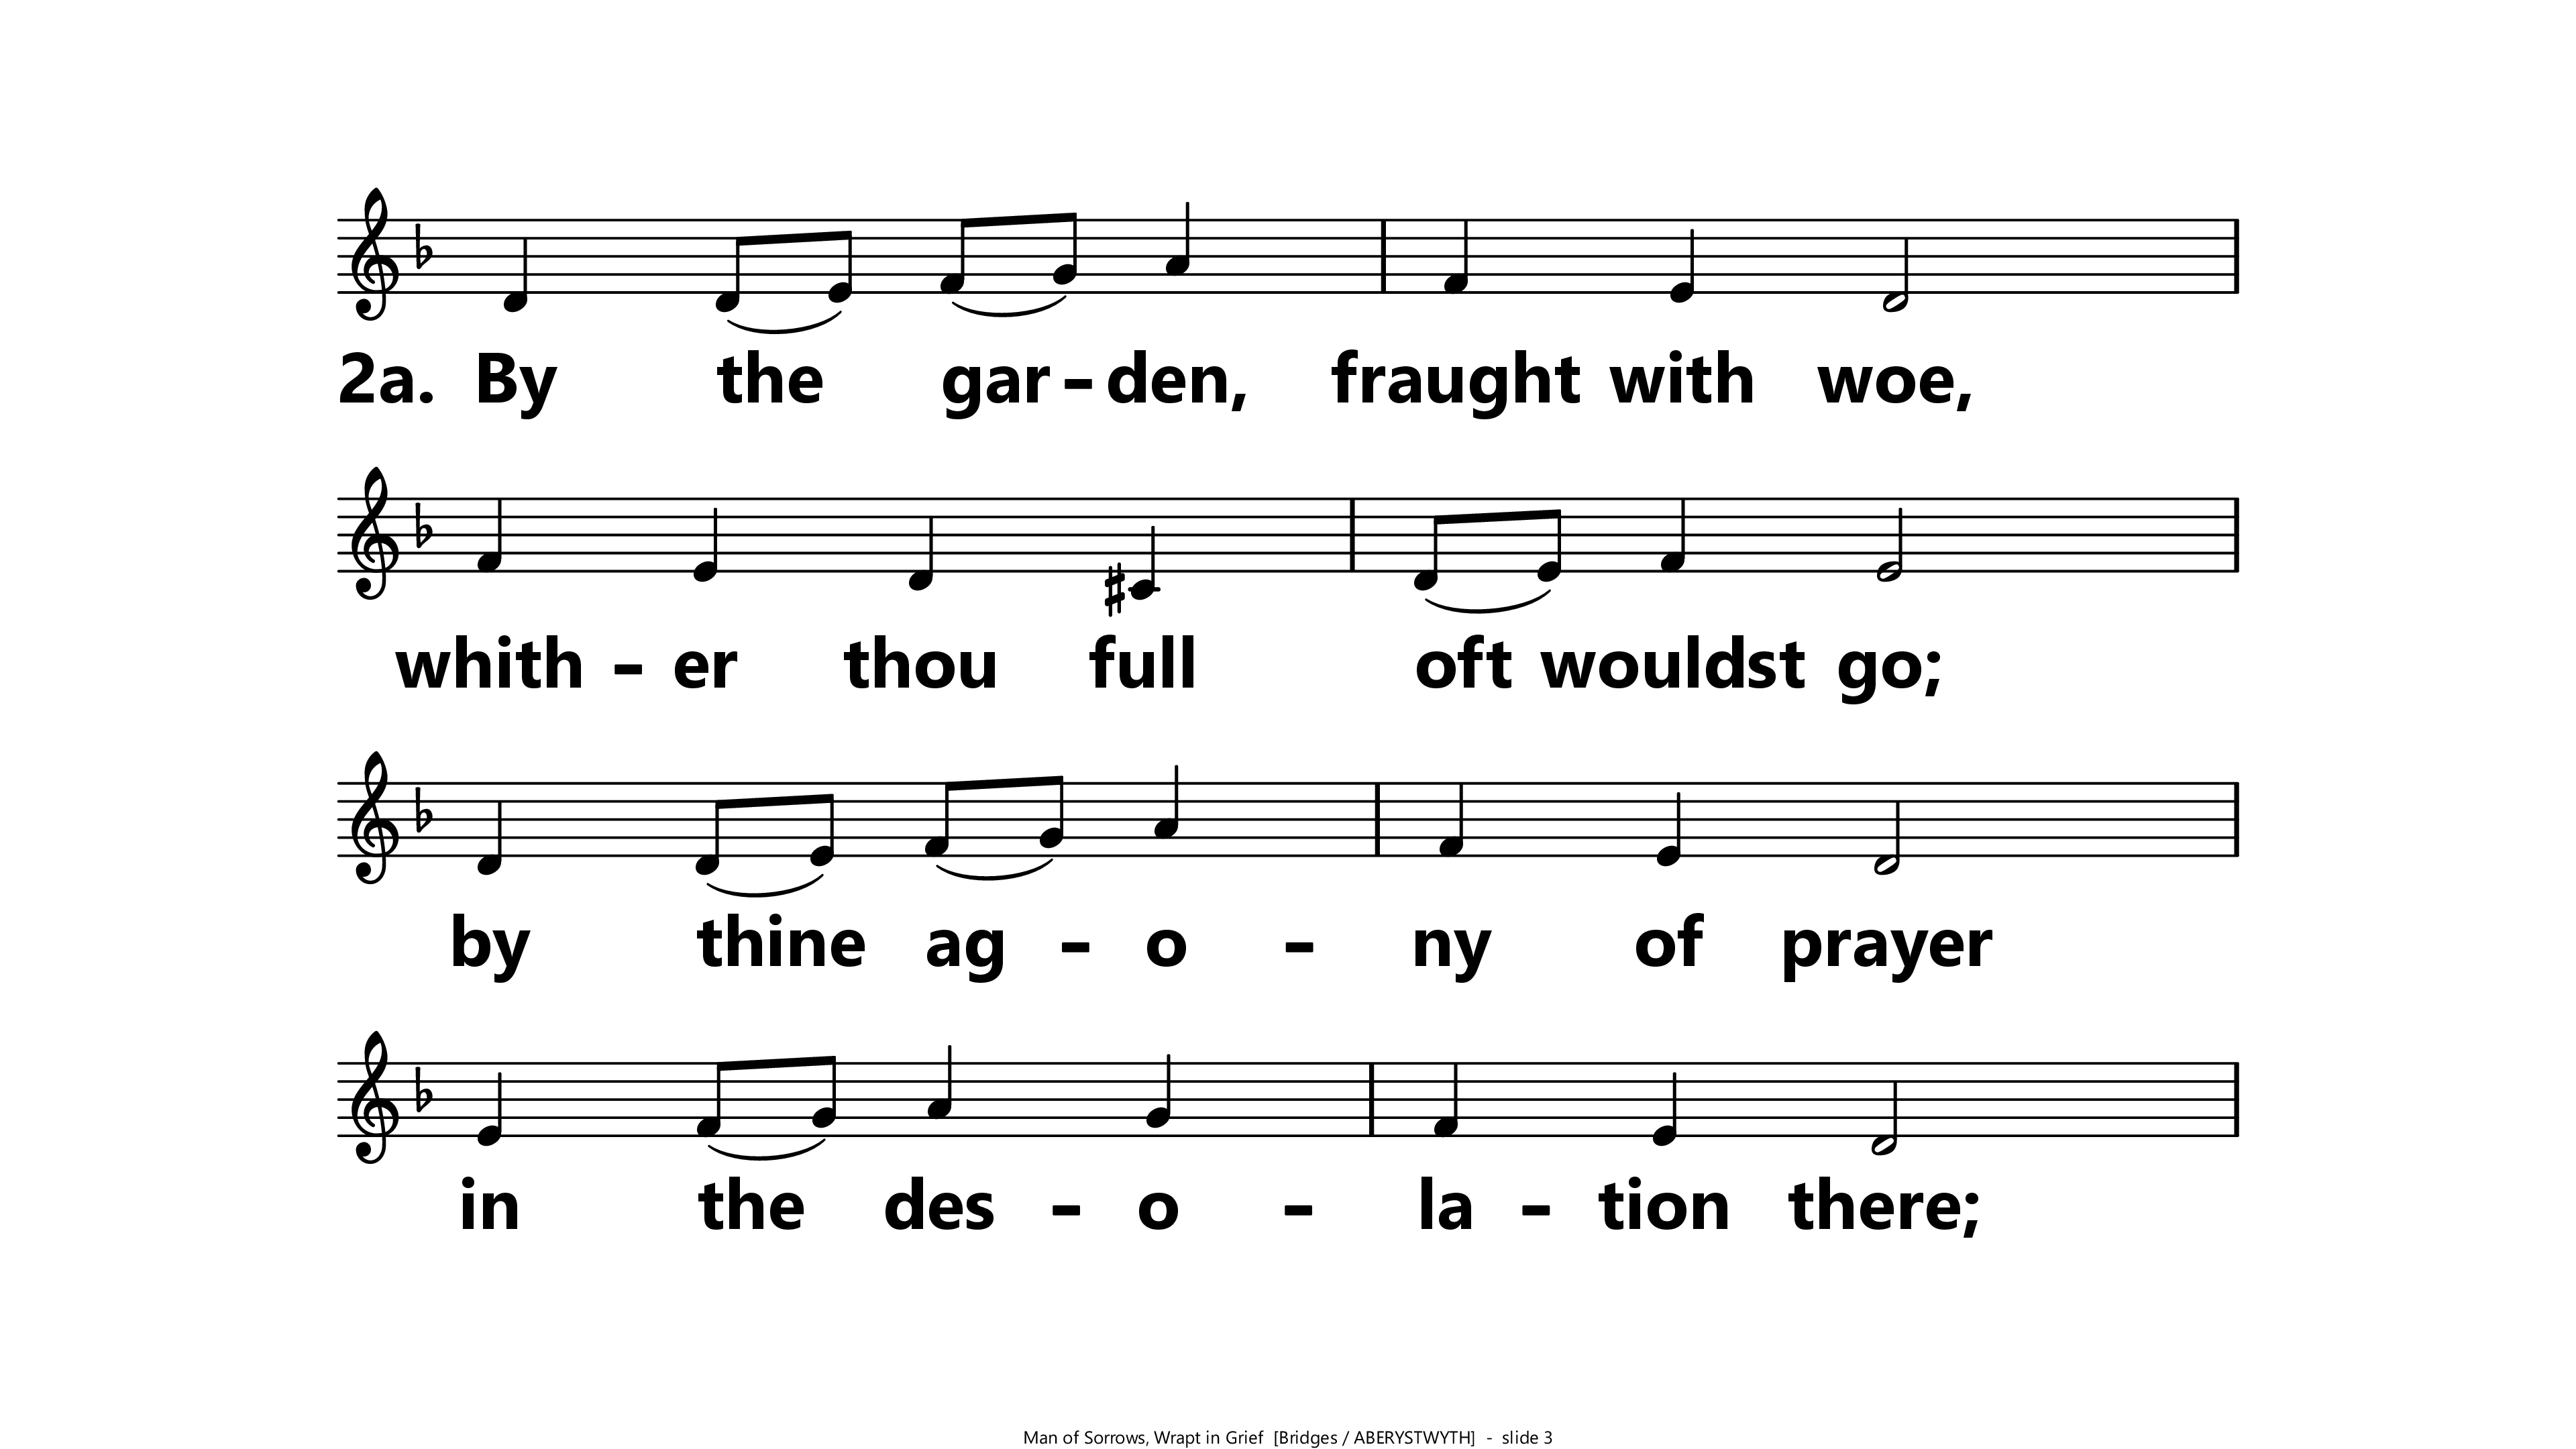 2a. By the gar-den, fraught with woe,
whith-er thou full oft wouldst go;
by thine ag-o-ny of prayer
in the des-o-la-tion there;
Man of Sorrows, Wrapt in Grief [Bridges / ABERYSTWYTH] - slide 3